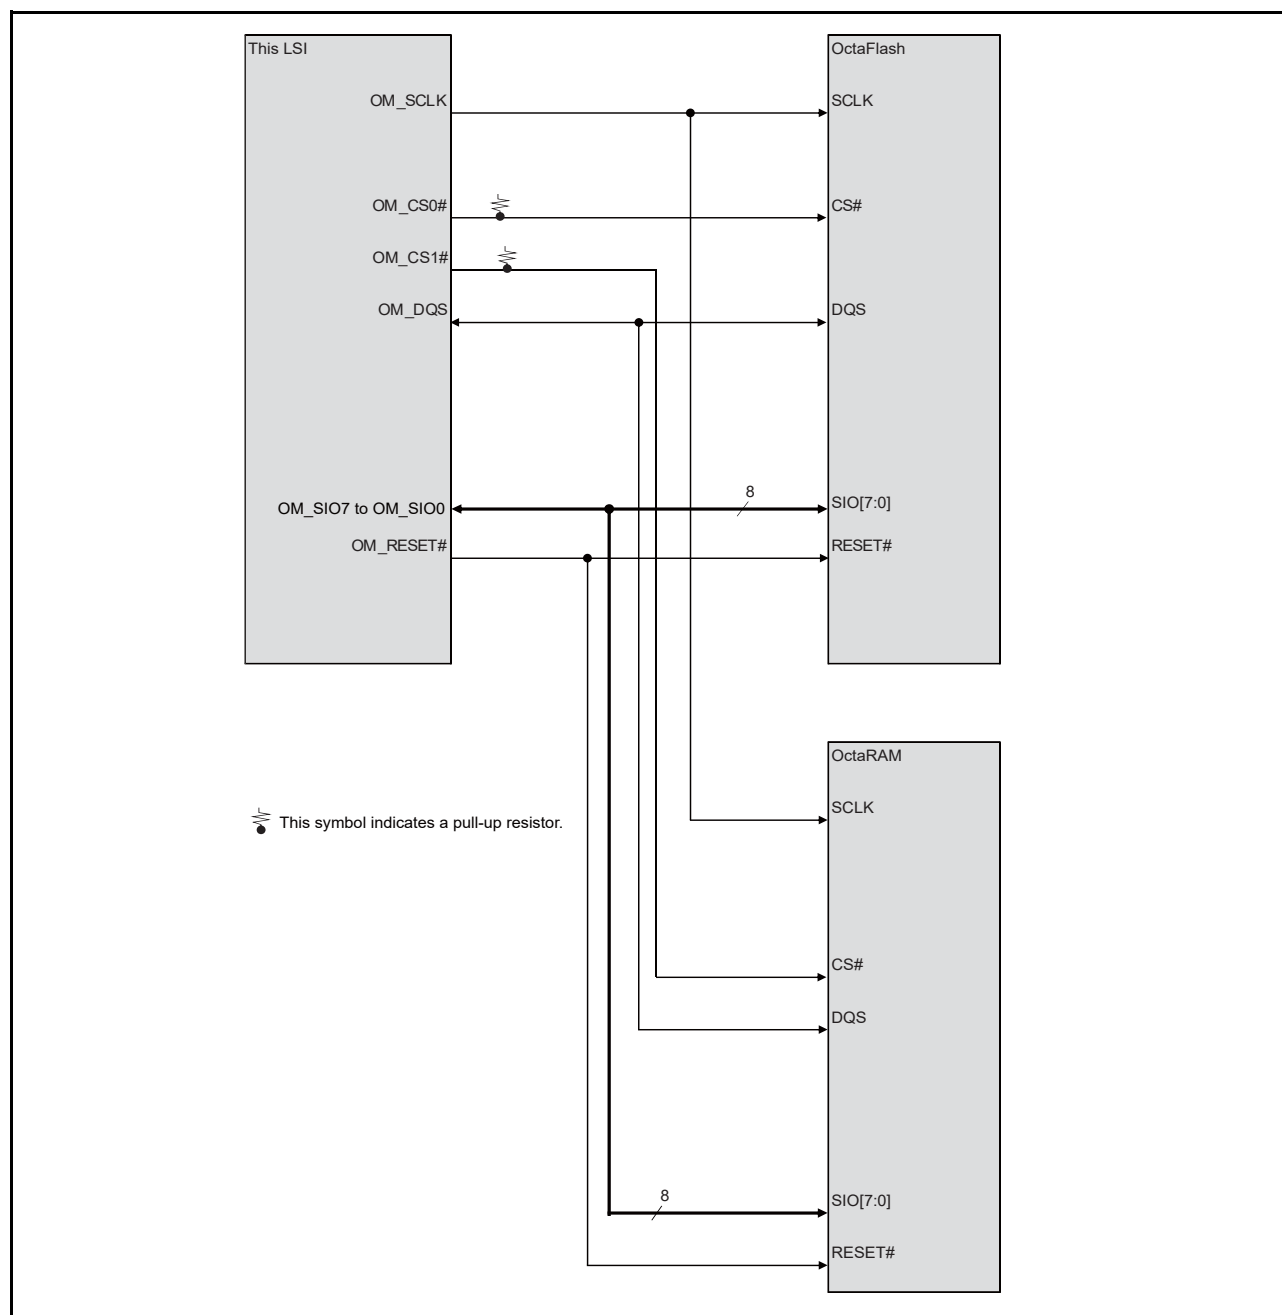 This LSI
OctaFlash
OM_SCLK
SCLK
OM_CS0#
CS#
OM_CS1#
OM_DQS
DQS
8
OM_SIO7 to OM_SIO0
SIO[7:0]
OM_RESET#
RESET#
OctaRAM
SCLK
This symbol indicates a pull-up resistor.
CS#
DQS
8
SIO[7:0]
RESET#